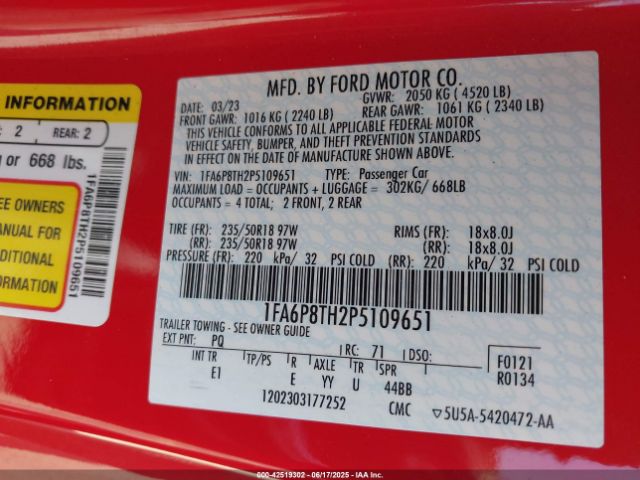 MFD. BY FORD MOTOR CO.
DATE: 03/23 GVWR: 2050 KG ( 4520 LB)
FRONT GAWR: 1016 KG ( 2240 LB) REAR GAWR: 1061 KG ( 2340 LB)
THIS VEHICLE CONFORMS TO ALL APPLICABLE FEDERAL MOTOR
VEHICLE SAFETY, BUMPER, AND THEFT PREVENTION STANDARDS
IN EFFECT ON THE DATE OF MANUFACTURE SHOWN ABOVE.
VIN: 1FA6P8TH2P5109651 TYPE: Passenger Car
MAXIMUM LOAD = OCCUPANTS + LUGGAGE = 302KG/ 668LB
OCCUPANTS = 4 TOTAL; 2 FRONT, 2 REAR
TIRE (FR): 235/50R18 97W RIMS (FR): 18x8.0J
(RR): 235/50R18 97W (RR): 18x8.0J
PRESSURE (FR): 220 kPa/ 32 PSI COLD (RR): 220 kPa/ 32 PSI COLD
1FA6P8TH2P5109651
TRAILER TOWING - SEE OWNER GUIDE
EXT PNT: PQ RC: 71 DSO: F0121
INT TR TP/PS R AXLE TR SPR R0134
E1 E YY U 44BB
1202303177252 CMC 5U5A-5420472-AA
INFORMATION
: 2 REAR: 2
or 668 lbs.
EE OWNERS
ANUAL FOR
DDITIONAL
ORMATION
1FA6P8TH2P5109651
000-42519302 - 06/17/2025 - IAAI.COM